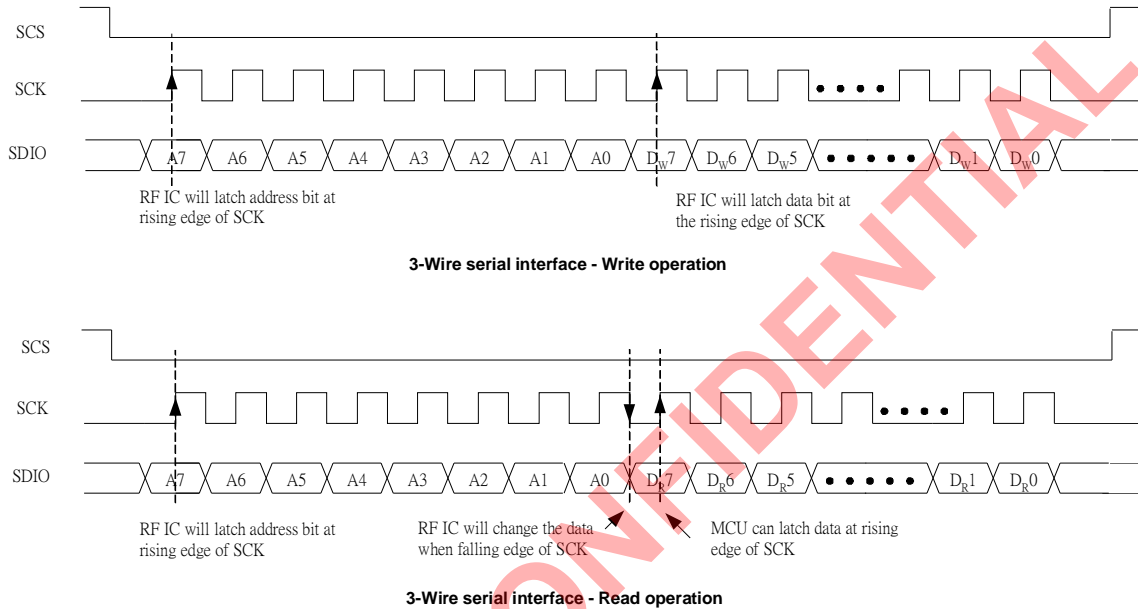 SCS
SCK
SDIO A7 A6 A5 A4 A3 A2 A1 A0 DW7 DW6 DW5 DW1 DW0
RF IC will latch address bit at
rising edge of SCK
RF IC will latch data bit at
the rising edge of SCK
3-Wire serial interface - Write operation
SCS
SCK
SDIO A7 A6 A5 A4 A3 A2 A1 A0 DR7 DR6 DR5 DR1 DR0
RF IC will latch address bit at
rising edge of SCK
RF IC will change the data
when falling edge of SCK
MCU can latch data at rising
edge of SCK
3-Wire serial interface - Read operation
ONFIDENTIAL